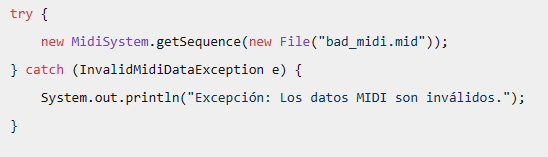 try {
    new MidiSystem.getSequence(new File("bad_midi.mid"));
} catch (InvalidMidiDataException e) {
    System.out.println("Excepción: Los datos MIDI son inválidos.");
}